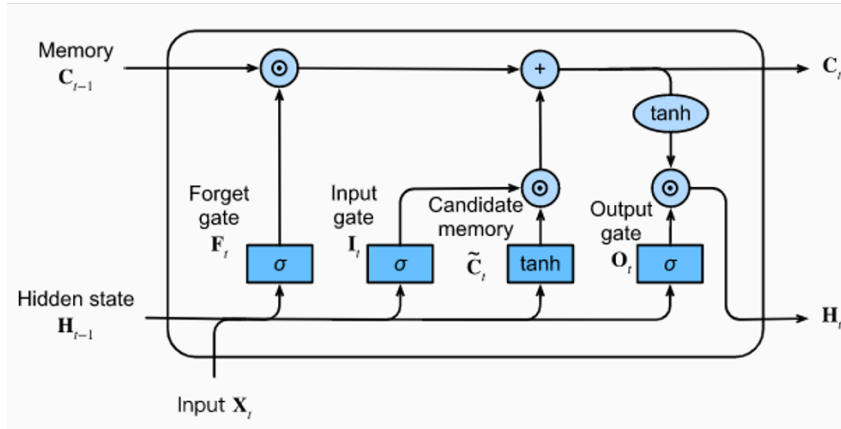 Memory
C_{t−1}
C_t
tanh
Forget
gate
F_t
Input
gate
I_t
Candidate
memory
C̃_t
Output
gate
O_t
σ
σ
tanh
σ
Hidden state
H_{t−1}
H_t
Input X_t